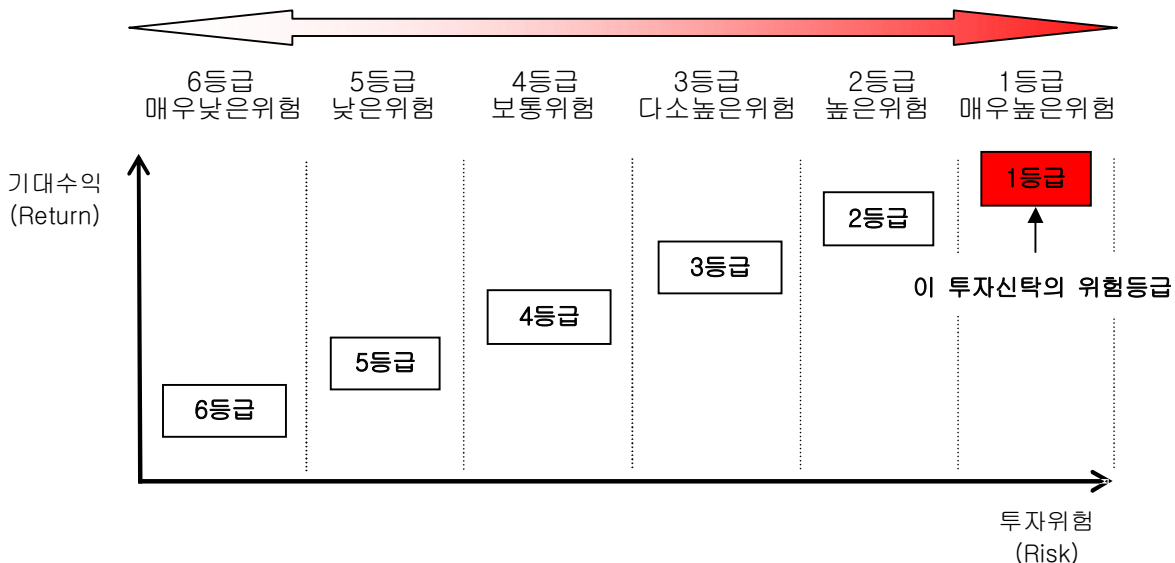 6등급 5등급 4등급 3등급 2등급 1등급
매우낮은위험 낮은위험 보통위험 다소높은위험 높은위험 매우높은위험
기대수익
(Return)
1등급
2등급
3등급
이 투자신탁의 위험등급
4등급
5등급
6등급
투자위험
(Risk)